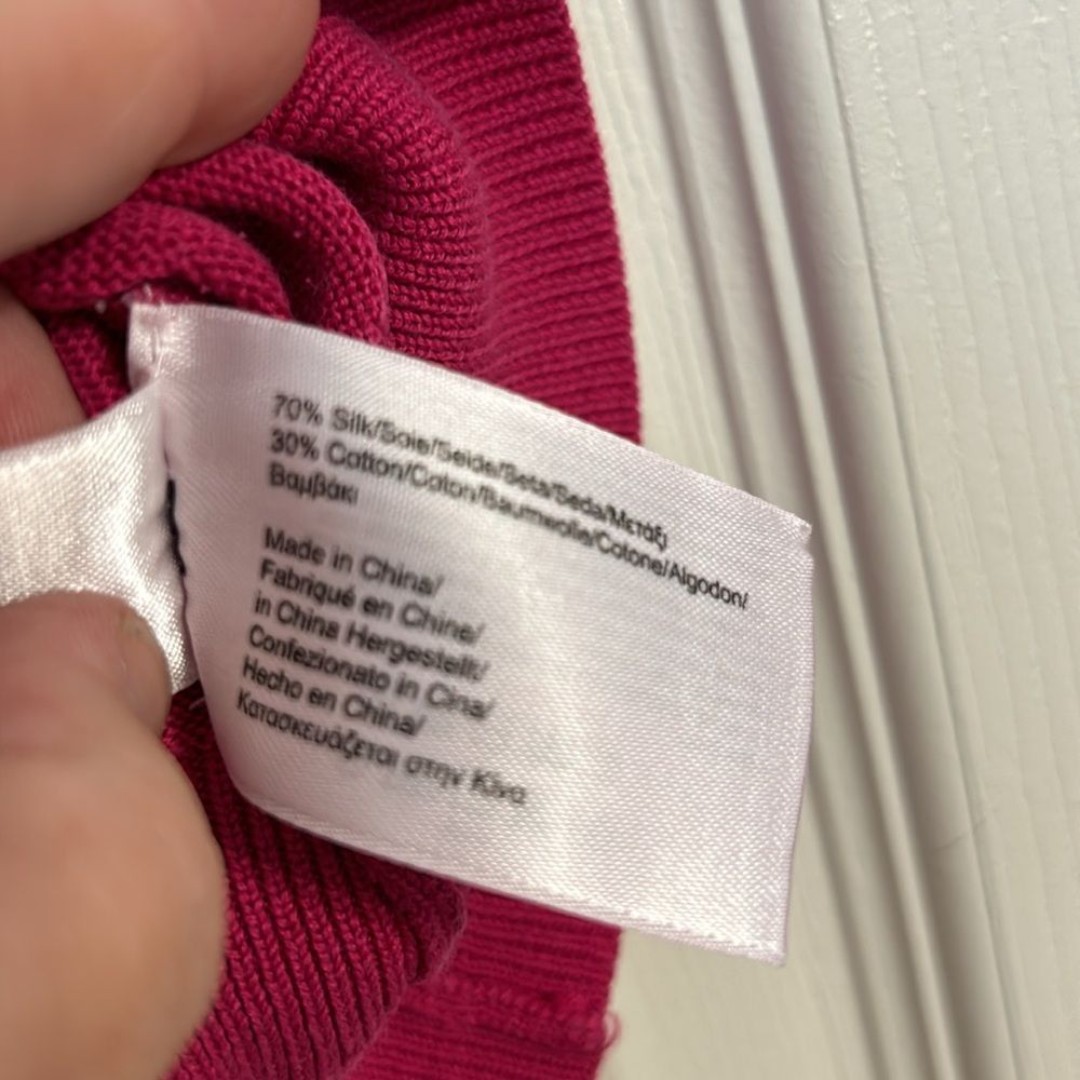 70% Silk/Soie/Seide/Seta/Seda/Μετάξι
30% Cotton/Coton/Baumwolle/Cotone/Algodon/
Βαμβάκι
Made in China/
Fabriqué en Chine/
in China Hergestellt/
Confezionato in Cina/
Hecho en China/
Κατασκευάζεται στην Κίνα